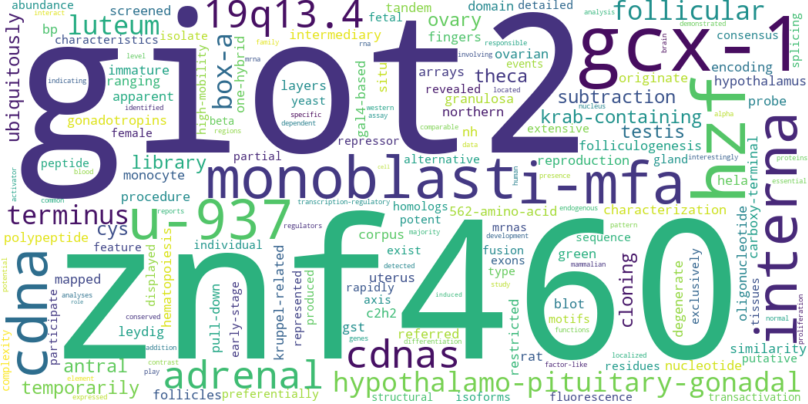 abundance screened 19q13.4 fetal tandem domain detailed interact analysis demonstrated splicing
luteum intermediary ovary gcx-1 follicular
bp characteristics isolate fingers family rna responsible consensus
ubiquitously giot2 box-a one-hybrid high-mobility events ovarian level mrna involving brain encoding
immature layers theca arrays located originate hypothalamus
ranging yeast situ revealed identified nucleus subtraction probe
indicating apparent specific gal4-based granulosa western assay krab-containing hzf
gonadotropins dependent northern nh extensive testis alpha
female beta regions repressor comparable data folliculogenesis
peptide library partial alternative reproduction gland interestingly proteins
activator blood monocyte monoblast i-mfa hela essential
common procedure human presence interna
terminus u-937 transcription-regulatory cell 562-amino-acid characterization endogenous
cdna cys reports regulators homologs potent pattern carboxy-terminal
polypeptide feature individual corpus mrnas development majority sequence oligonucleotide
znf460 exist fusion exons green cloning tissues
potential mapped displayed hematopoiesis kruppel-related represented produced uterus detected type mammalian exclusively
analyses role participate pull-down early-stage rapidly axis c2h2 blot induced degenerate
conserved leydig gst genes motifs study functions similarity normal proliferation
complexity addition contrast referred differentiation restricted rat residues putative
antral play cdnas factor-like localized nucleotide
element temporarily adrenal hypothalamo-pituitary-gonadal
expressed follicles preferentially structural isoforms fluorescence transactivation